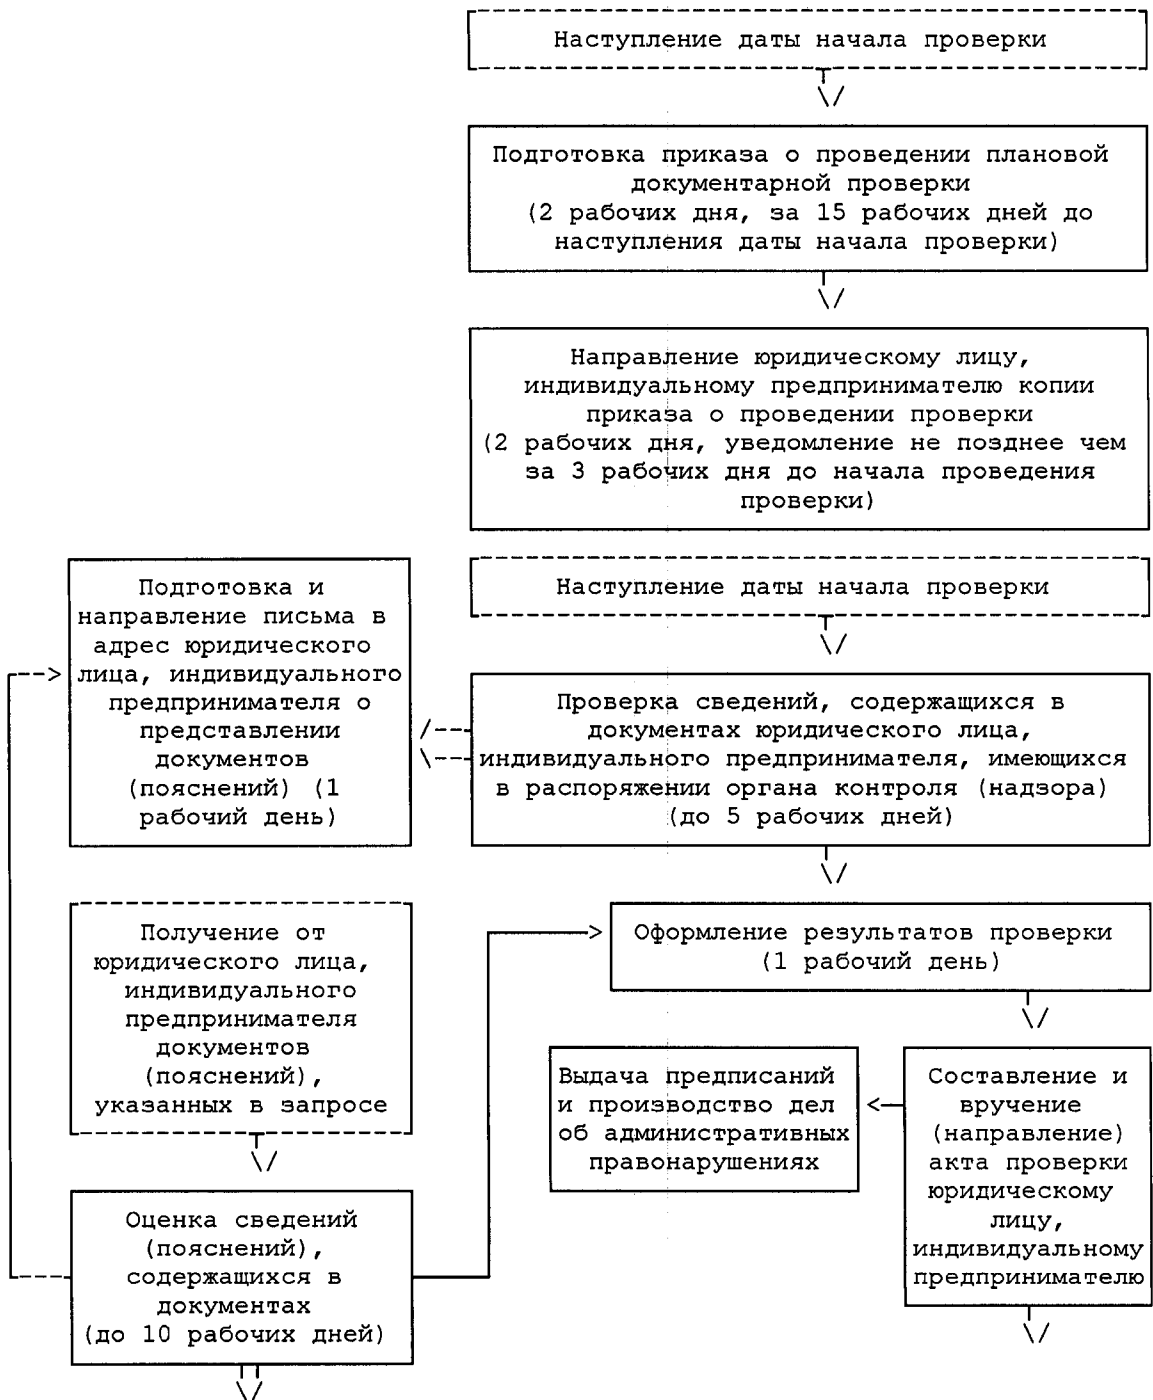 Наступление даты начала проверки
Подготовка приказа о проведении плановой
документарной проверки
(2 рабочих дня, за 15 рабочих дней до
наступления даты начала проверки)
Направление юридическому лицу,
индивидуальному предпринимателю копии
приказа о проведении проверки
(2 рабочих дня, уведомление не позднее чем
за 3 рабочих дня до начала проведения
проверки)
Наступление даты начала проверки
Подготовка и
направление письма в
адрес юридического
лица, индивидуального
предпринимателя о
представлении
документов
(пояснений) (1
рабочий день)
Проверка сведений, содержащихся в
документах юридического лица,
индивидуального предпринимателя, имеющихся
в распоряжении органа контроля (надзора)
(до 5 рабочих дней)
Получение от
юридического лица,
индивидуального
предпринимателя
документов
(пояснений),
указанных в запросе
Оформление результатов проверки
(1 рабочий день)
Выдача предписаний
и производство дел
об административных
правонарушениях
Составление и
вручение
(направление)
акта проверки
юридическому
лицу,
индивидуальному
предпринимателю
Оценка сведений
(пояснений),
содержащихся в
документах
(до 10 рабочих дней)